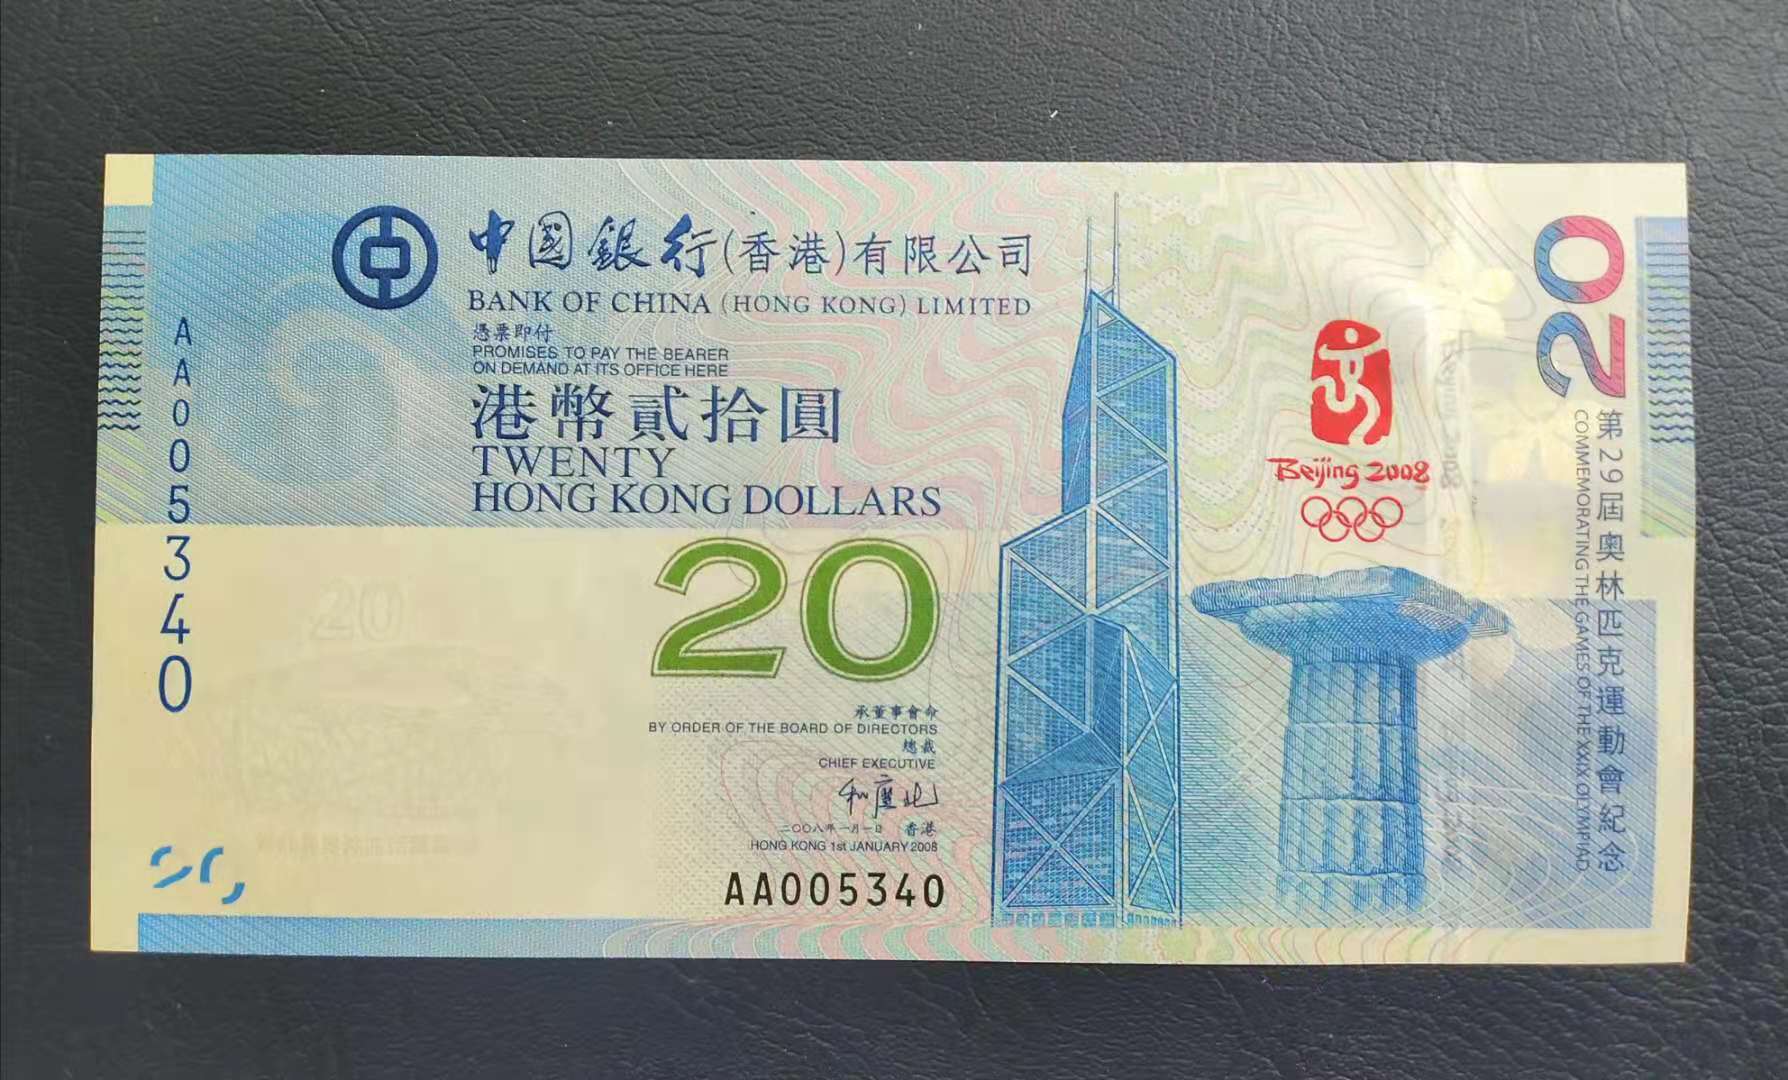 中國銀行(香港)有限公司
BANK OF CHINA (HONG KONG) LIMITED
憑票即付
PROMISES TO PAY THE BEARER
ON DEMAND AT ITS OFFICE HERE
港幣貳拾圓
TWENTY
HONG KONG DOLLARS
20
承董事會命
BY ORDER OF THE BOARD OF DIRECTORS
總裁
CHIEF EXECUTIVE
二〇〇八年一月一日 香港
HONG KONG 1st JANUARY 2008
AA005340
AA005340
20
Beijing 2008
20
第29屆奧林匹克運動會紀念
COMMEMORATING THE GAMES OF THE XXIX OLYMPIAD